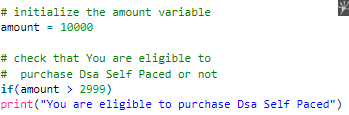 # initialize the amount variable
amount = 10000
# check that You are eligible to
#  purchase Dsa Self Paced or not
if(amount > 2999)
print("You are eligible to purchase Dsa Self Paced")